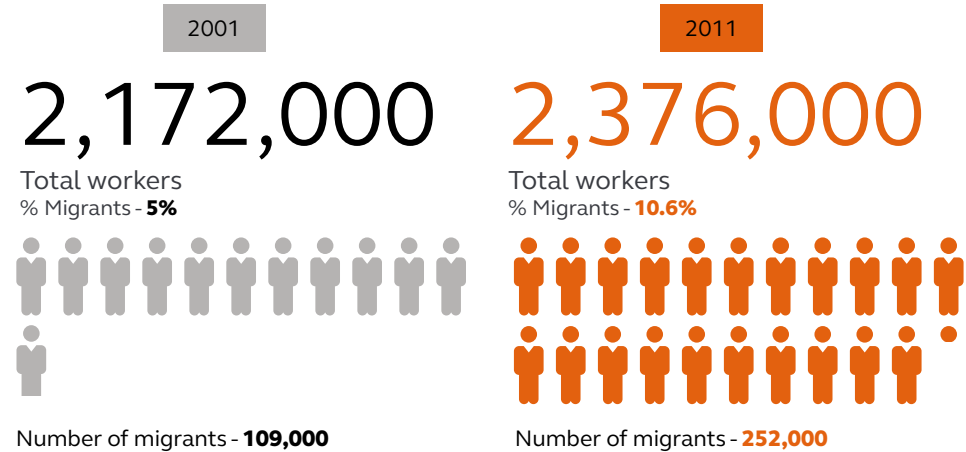 2001
2,172,000
Total workers
% Migrants - 5%
Number of migrants - 109,000
2011
2,376,000
Total workers
% Migrants - 10.6%
Number of migrants - 252,000